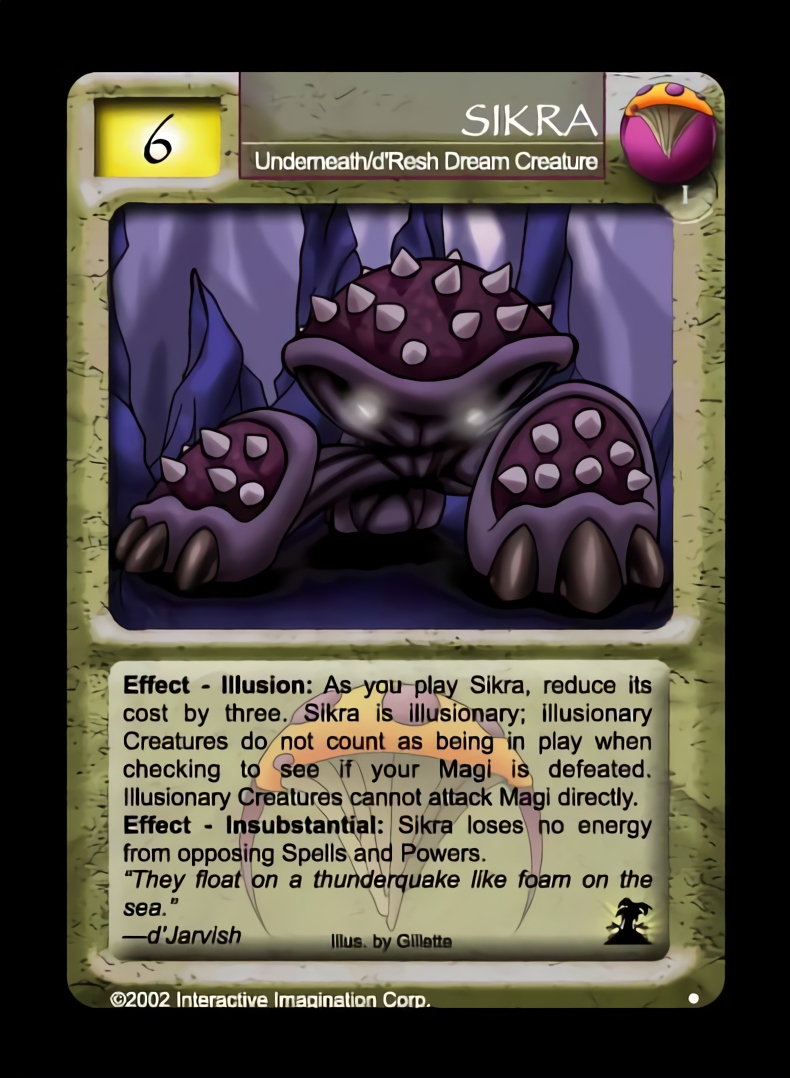 6
SIKRA
Underneath/d'Resh Dream Creature
1
Effect - Illusion: As you play Sikra, reduce its
cost by three. Sikra is illusionary; illusionary
Creatures do not count as being in play when
checking to see if your Magi is defeated.
Illusionary Creatures cannot attack Magi directly.
Effect - Insubstantial: Sikra loses no energy
from opposing Spells and Powers.
"They float on a thunderquake like foam on the
sea."
—d'Jarvish
Illus. by Gillette
©2002 Interactive Imagination Corp.